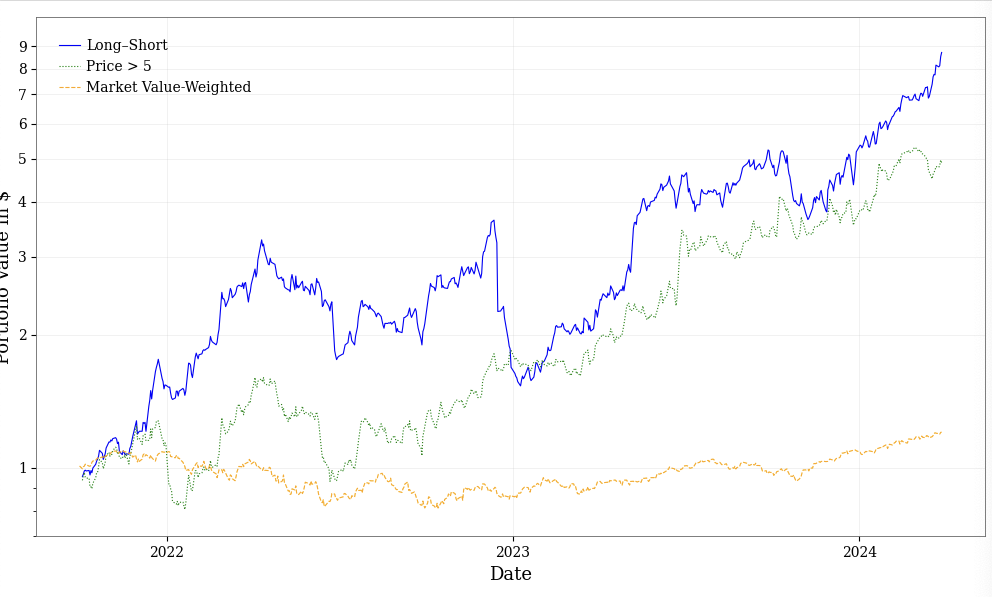 Long–Short
Price > 5
Market Value-Weighted
9
8
7
6
5
4
3
2
1
Portfolio Value in $
2022
2023
2024
Date